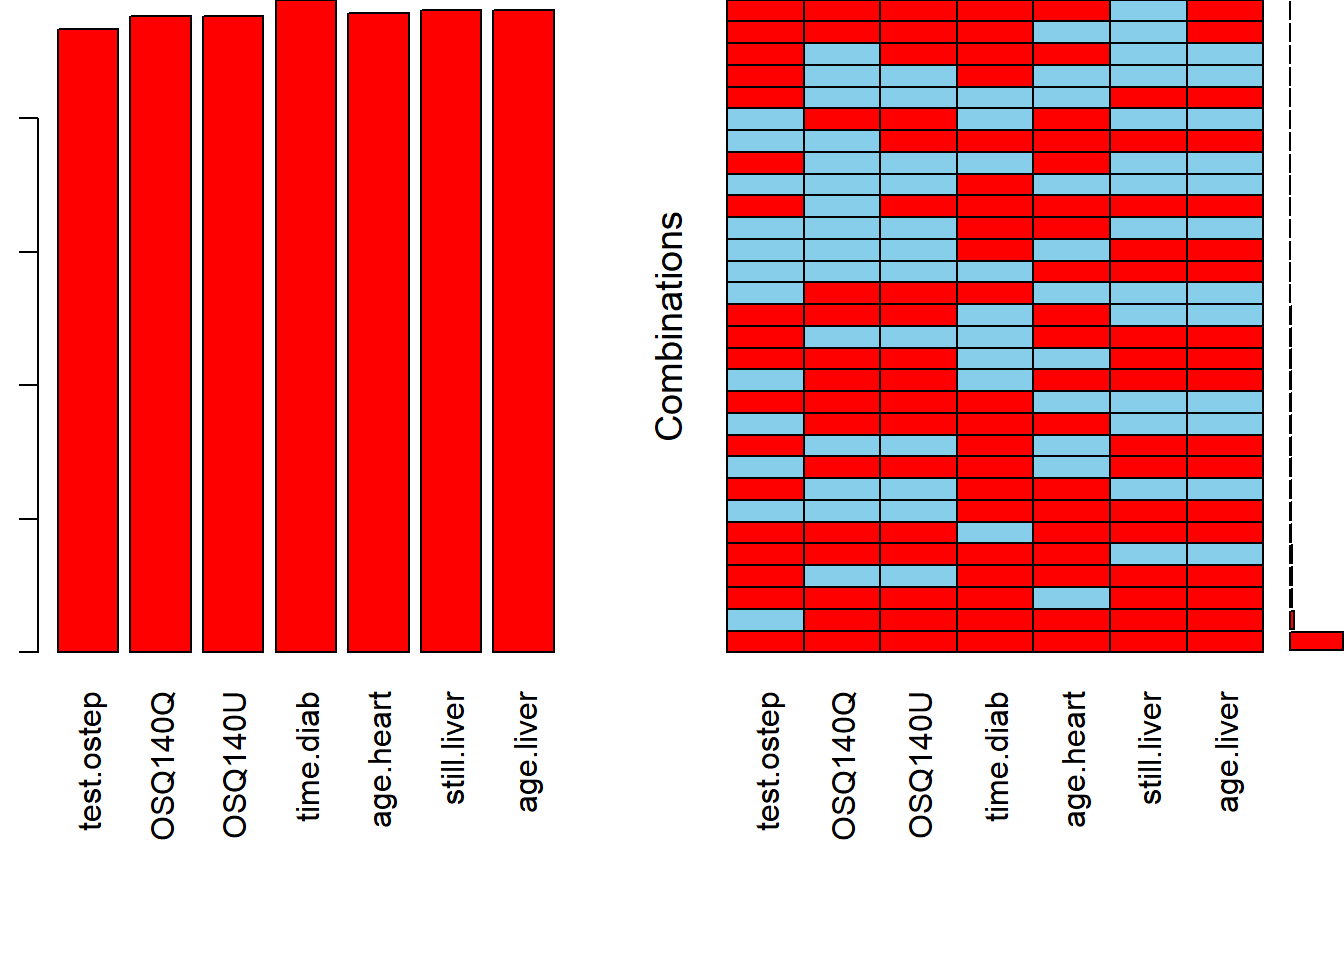 test.ostep
OSQ140Q
OSQ140U
time.diab
age.heart
still.liver
age.liver
Combinations
test.ostep
OSQ140Q
OSQ140U
time.diab
age.heart
still.liver
age.liver